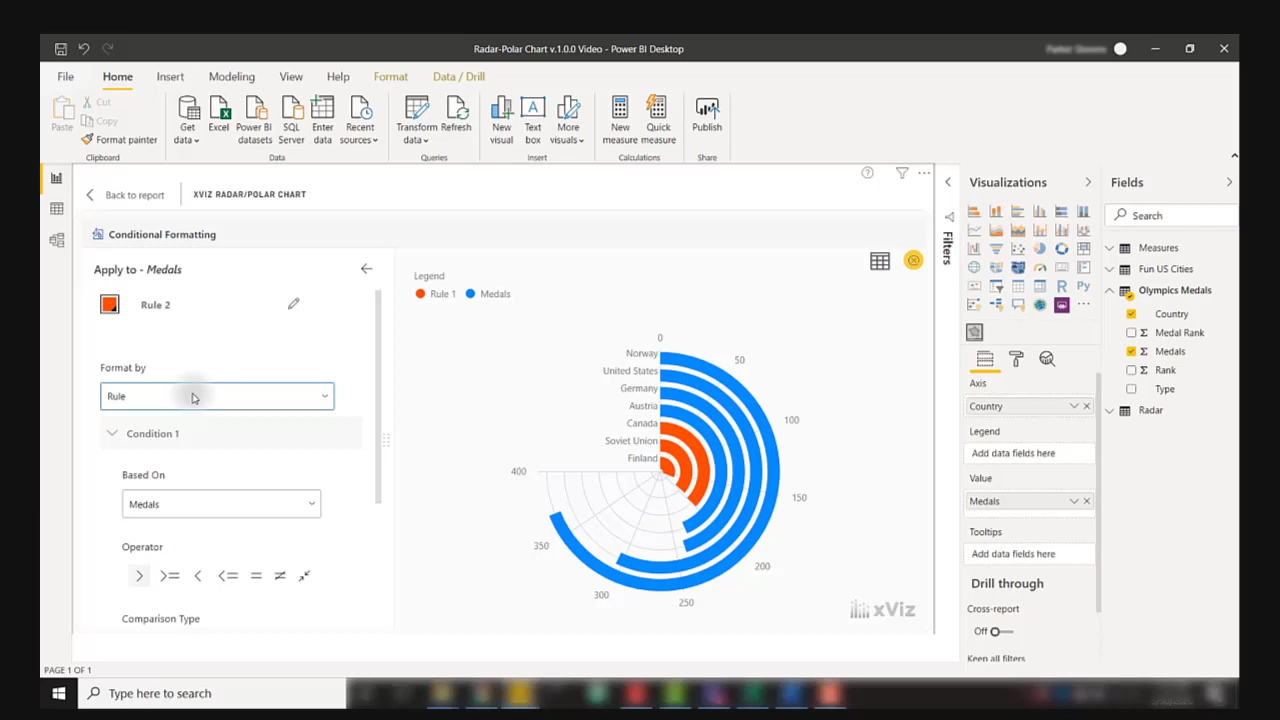 Radar-Polar Chart v.1.0.0 Video - Power BI Desktop
File Home Insert Modeling View Help Format Data / Drill
Paste
Cut
Copy
Format painter
Clipboard
Get data
Excel
Power BI datasets
SQL Server
Enter data
Recent sources
Data
Transform data
Refresh
Queries
New visual
Text box
More visuals
Insert
New measure
Quick measure
Calculations
Publish
Share
Back to report
XVIZ RADAR/POLAR CHART
Conditional Formatting
Apply to - Medals
Rule 2
Format by
Rule
Condition 1
Based On
Medals
Operator
> >= < <= = ≠
Comparison Type
Legend
Rule 1 Medals
0
50
100
150
200
250
300
350
400
Norway
United States
Germany
Austria
Canada
Soviet Union
Finland
xViz
Filters
Visualizations
R Py
Axis
Country
Legend
Add data fields here
Value
Medals
Tooltips
Add data fields here
Drill through
Cross-report
Off
Keep all filters
Fields
Search
Measures
Fun US Cities
Olympics Medals
Country
Σ Medal Rank
Σ Medals
Σ Rank
Type
Radar
PAGE 1 OF 1
Type here to search